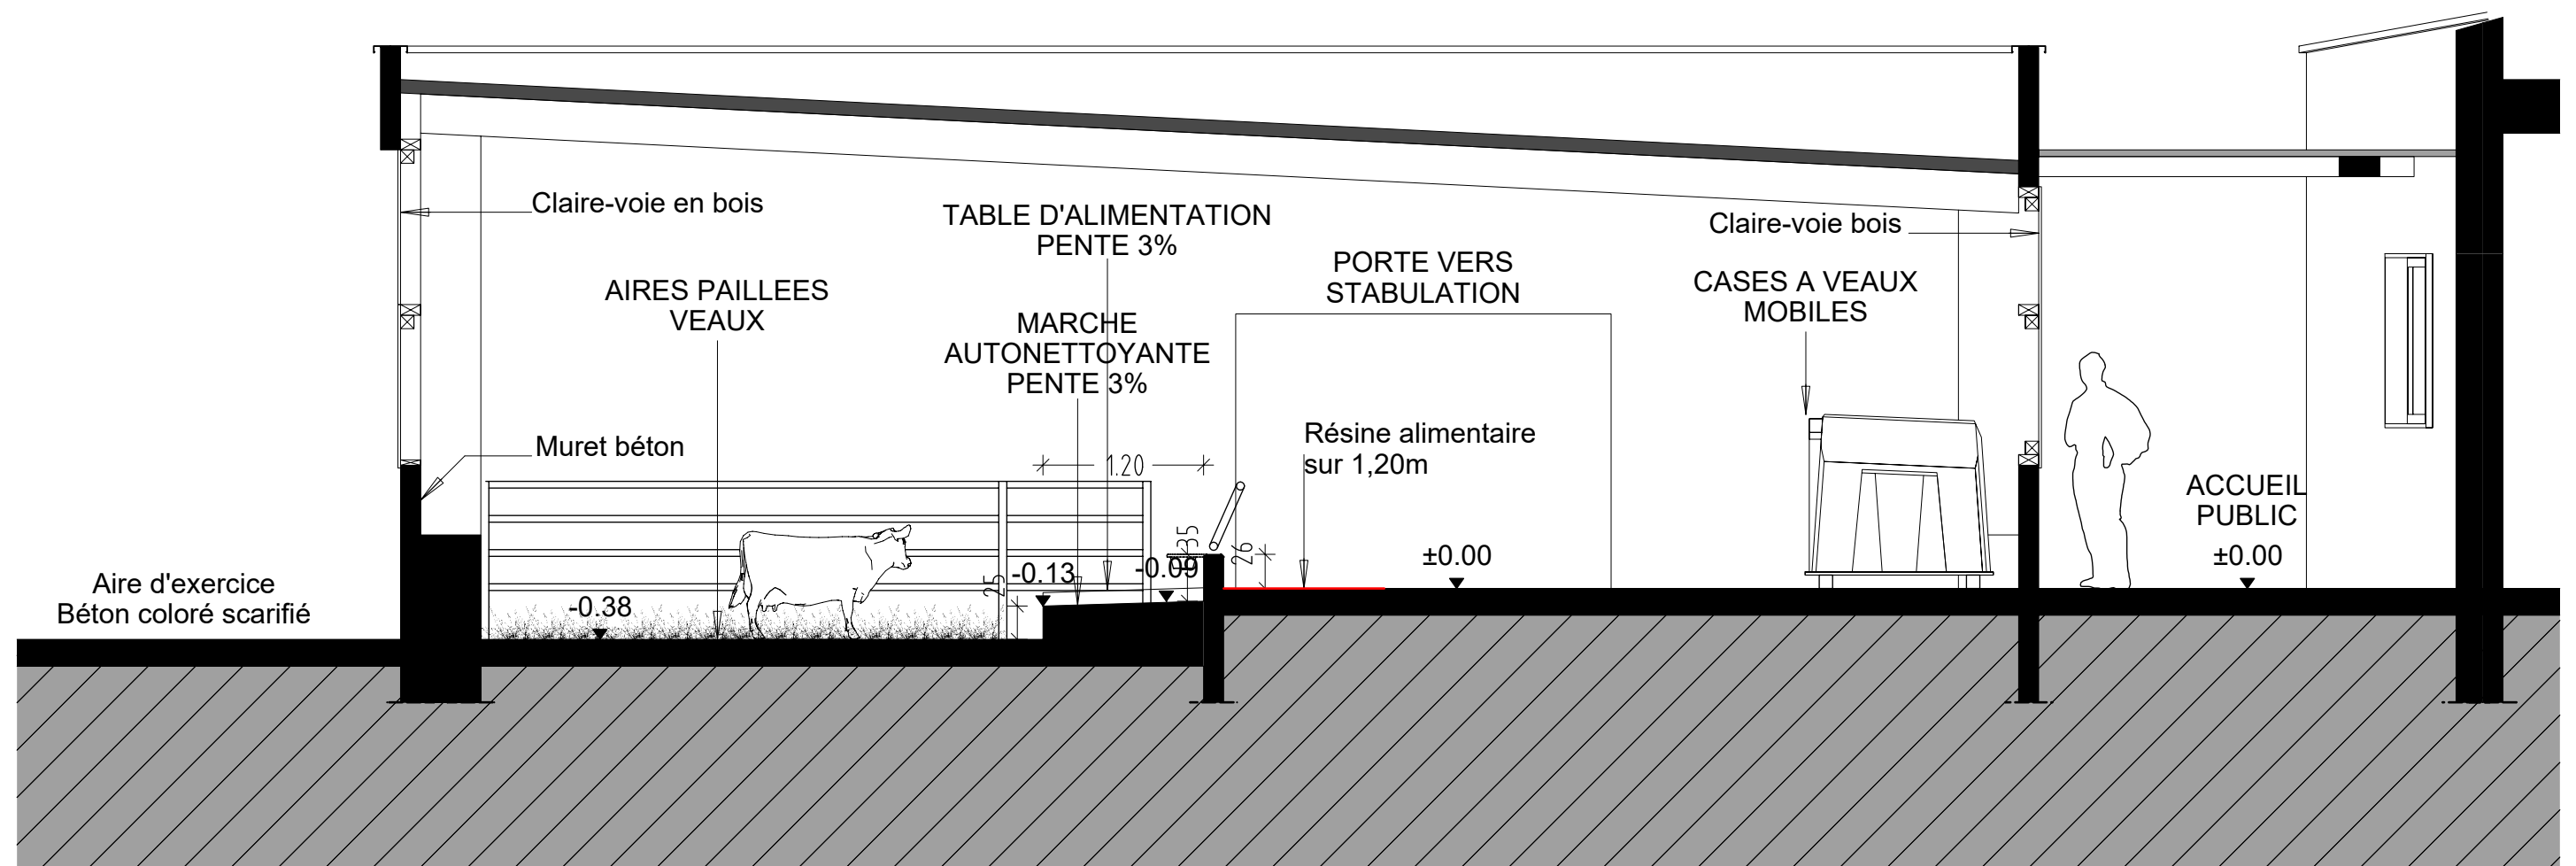 Claire-voie en bois
TABLE D'ALIMENTATION
PENTE 3%
Claire-voie bois
PORTE VERS
STABULATION
CASES A VEAUX
MOBILES
AIRES PAILLEES
VEAUX
MARCHE
AUTONETTOYANTE
PENTE 3%
Muret béton
1.20
Résine alimentaire
sur 1,20m
ACCUEIL
PUBLIC
±0.00
±0.00
35
26
25
-0.13
-0.09
-0.38
Aire d'exercice
Béton coloré scarifié